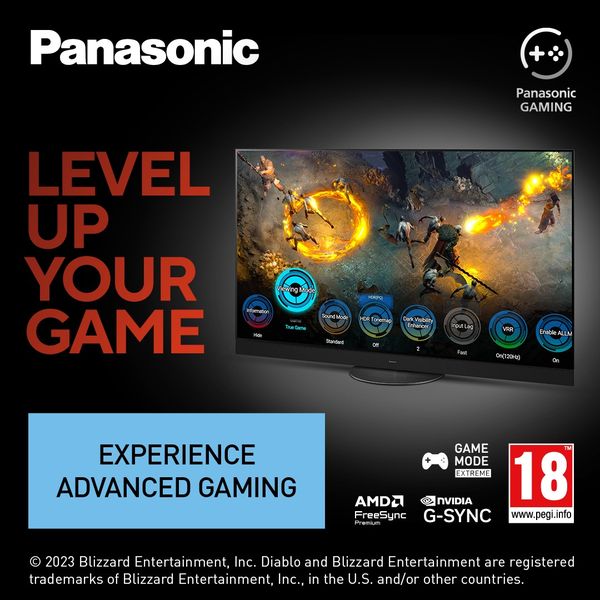 Panasonic
Panasonic
GAMING
LEVEL
UP
YOUR
GAME
Viewing Mode
Information
Sound Mode
HDR(PQ)
HDR Tonemap
Dark Visibility
Enhancer
Input Lag
VRR
Enable ALLM
Hide
True Game
Standard
Off
2
Fast
On(120Hz)
On
EXPERIENCE
ADVANCED GAMING
GAME
MODE
EXTREME
AMD
FreeSync
Premium
NVIDIA
G-SYNC
18
TM
www.pegi.info
© 2023 Blizzard Entertainment, Inc. Diablo and Blizzard Entertainment are registered
trademarks of Blizzard Entertainment, Inc., in the U.S. and/or other countries.